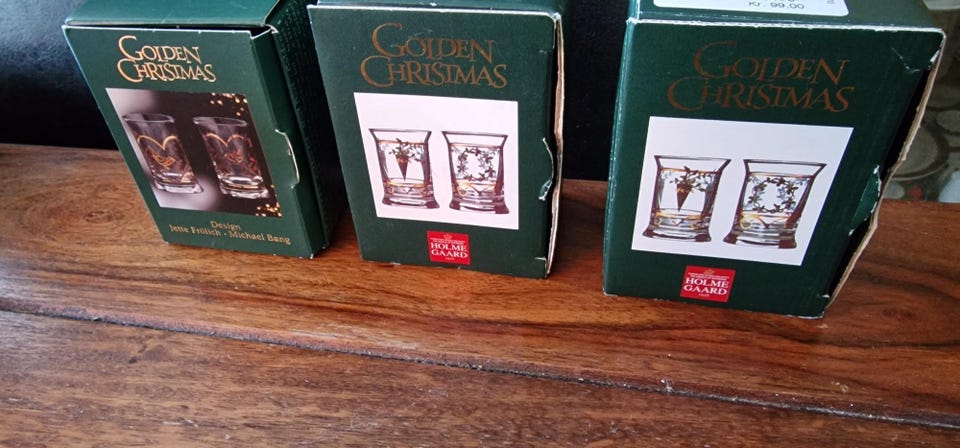 GOLDEN
CHRISTMAS
Design
Jette Frölich - Michael Bang
GOLDEN
CHRISTMAS
HOLME
GAARD
Kr. 99,00
GOLDEN
CHRISTMAS
HOLME
GAARD